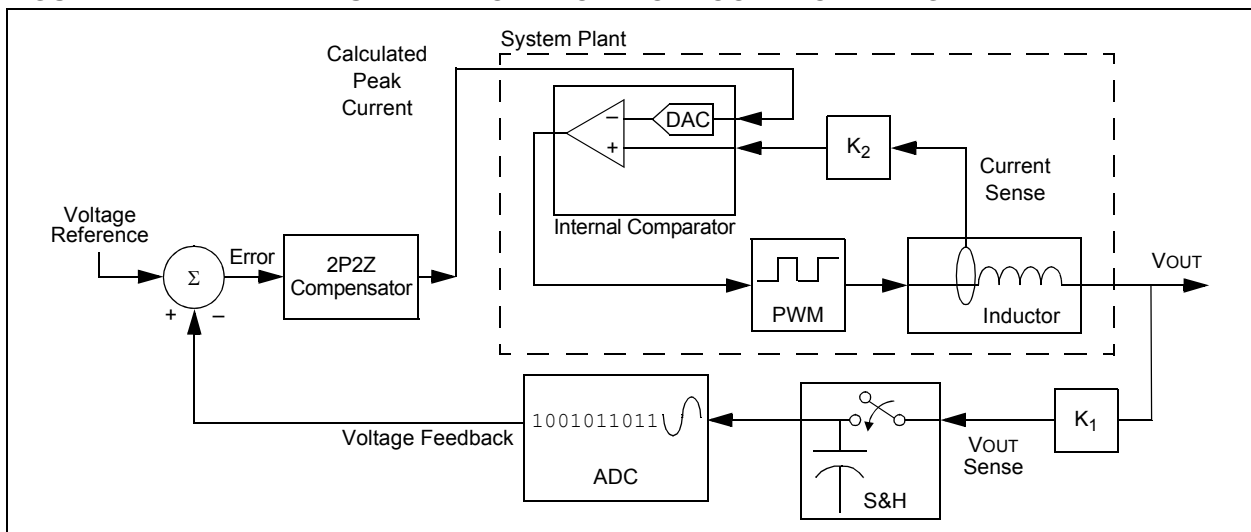 System Plant
Calculated
Peak
Current
DAC
−
+
K2
Current
Sense
Internal Comparator
Voltage
Reference
Error
Σ
2P2Z
Compensator
+
−
PWM
Inductor
VOUT
1001011011
ADC
Voltage Feedback
S&H
VOUT
Sense
K1